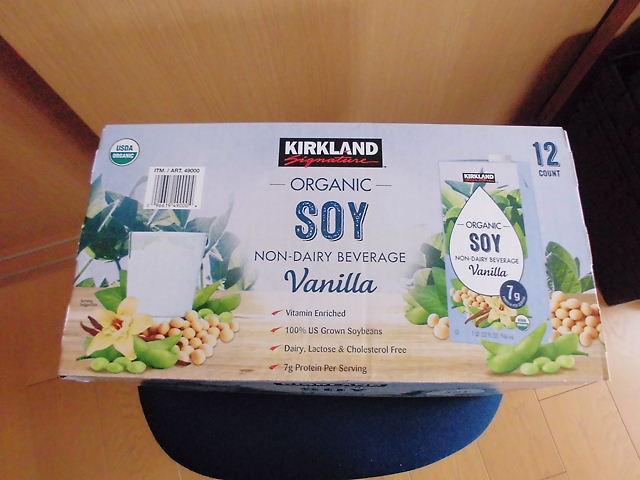 USDA
ORGANIC
ITM. / ART. 49000
KIRKLAND
Signature
ORGANIC
SOY
NON-DAIRY BEVERAGE
Vanilla
Vitamin Enriched
100% US Grown Soybeans
Dairy, Lactose & Cholesterol Free
7g Protein Per Serving
12
COUNT
KIRKLAND
ORGANIC
SOY
NON-DAIRY BEVERAGE
Vanilla
7g